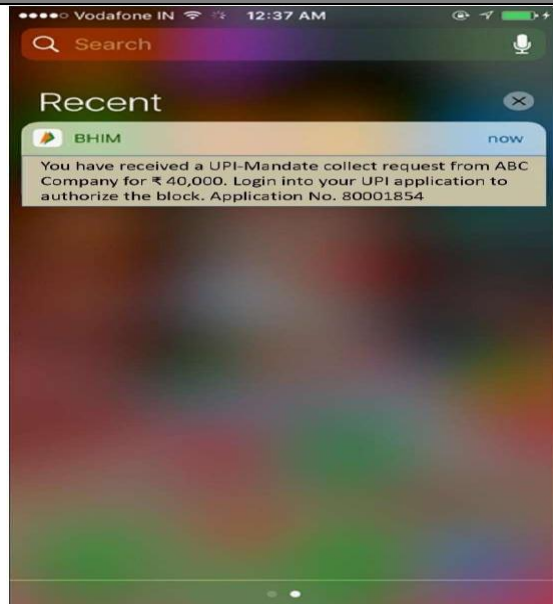 Vodafone IN 12:37 AM
Search
Recent
BHIM now
You have received a UPI-Mandate collect request from ABC
Company for ₹ 40,000. Login into your UPI application to
authorize the block. Application No. 80001854